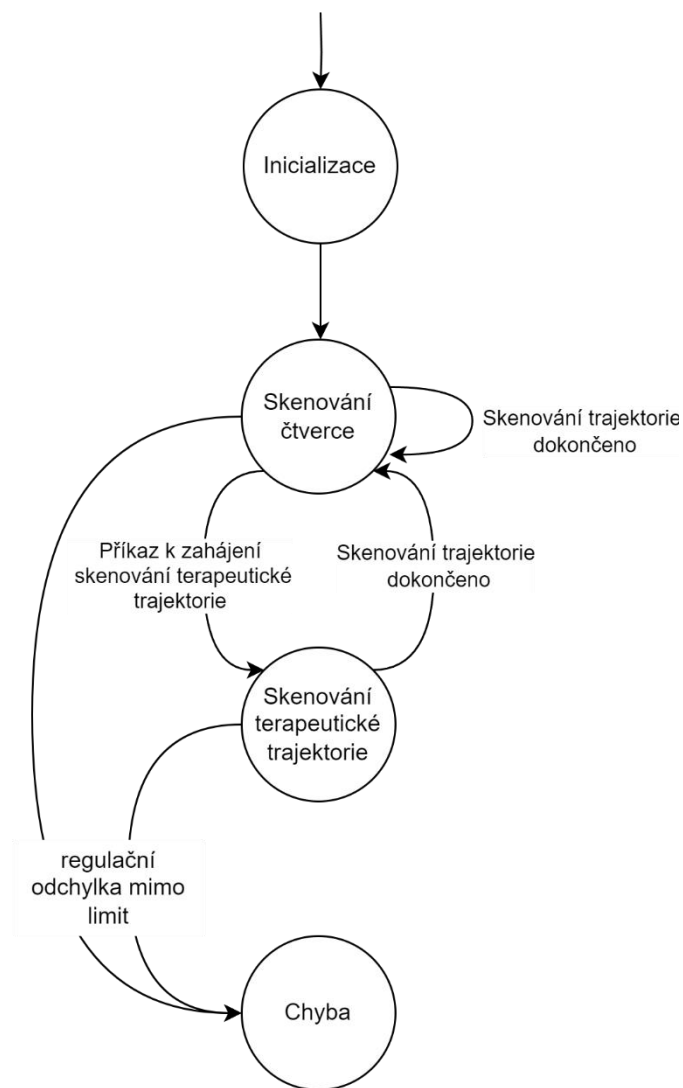 Inicializace
Skenování
čtverce
Skenování trajektorie
dokončeno
Příkaz k zahájení
skenování terapeutické
trajektorie
Skenování trajektorie
dokončeno
Skenování
terapeutické
trajektorie
regulační
odchylka mimo
limit
Chyba